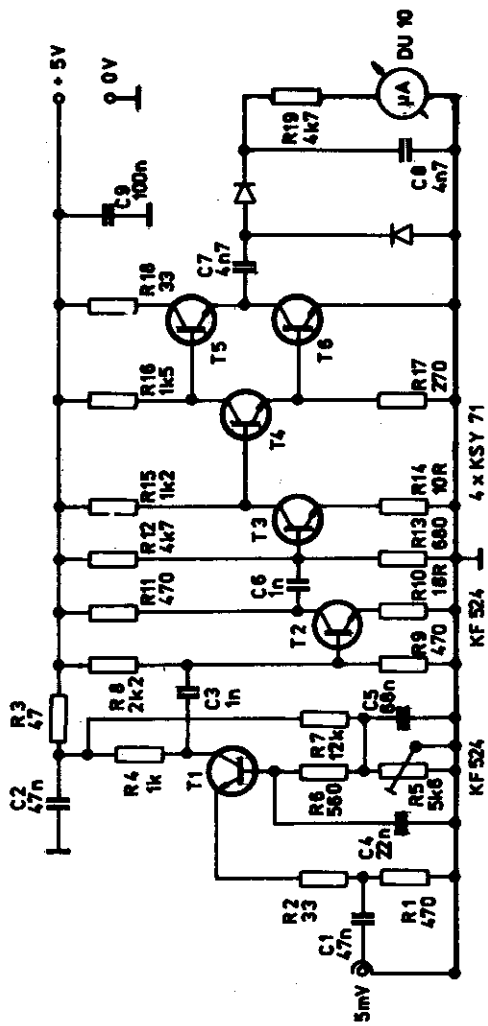 C2
47n
R3
47
+ 5V
0V
C9
100n
R4
1k
R8
2k2
R11
470
R12
4k7
R15
1k2
R16
1k5
R18
33
T1
C3
1n
C6
1n
T2
T3
T4
T5
T6
C7
4n7
R19
4k7
DU 10
µA
C8
4n7
R2
33
C1
47n
5mV
R1
470
C4
22n
R6
560
R7
12k
R5
5k6
C5
68n
R9
470
R10
18R
R13
680
R14
10R
R17
270
KF524
KF 524
4 x KSY 71